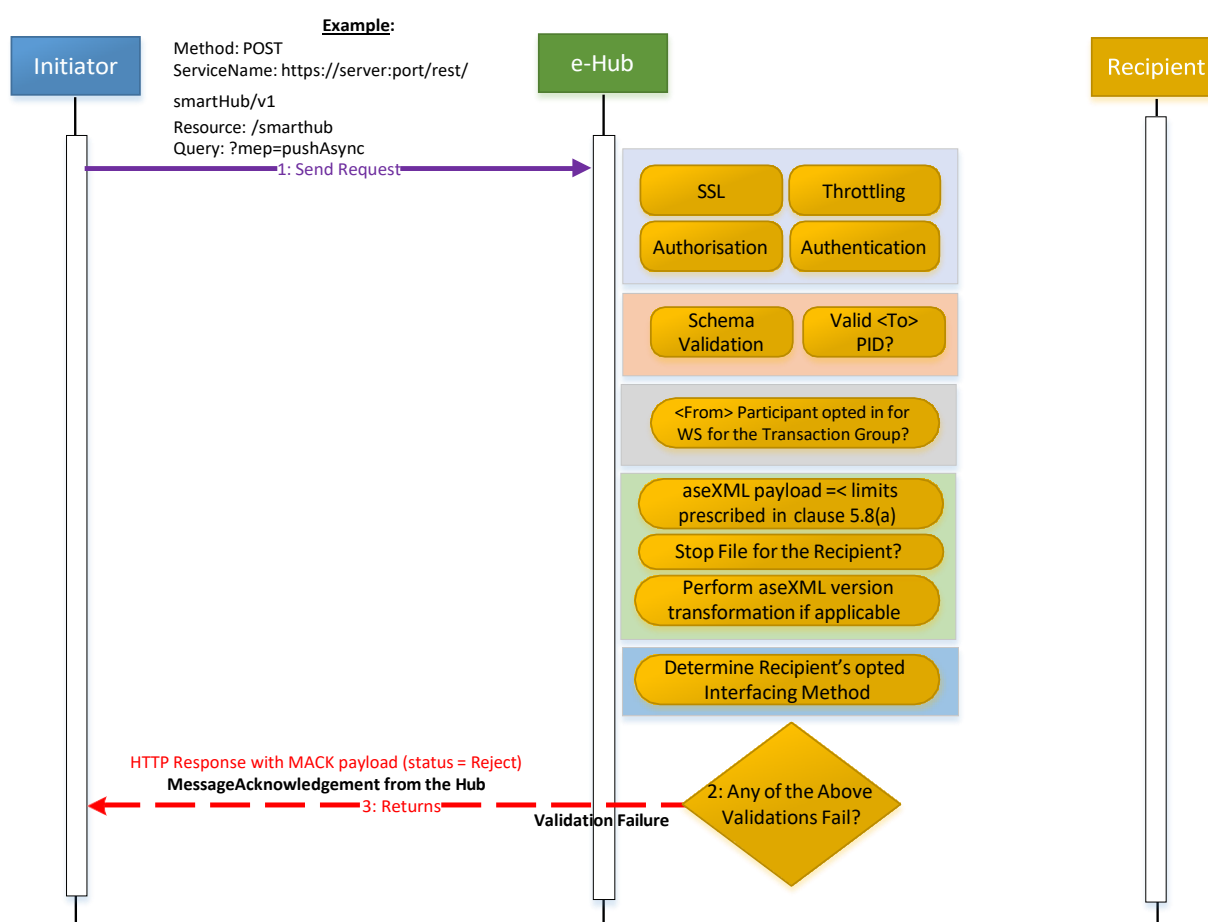 Example:
Initiator
Method: POST
ServiceName: https://server:port/rest/
smartHub/v1
Resource: /smarthub
Query: ?mep=pushAsync
e-Hub
Recipient
1: Send Request
SSL
Throttling
Authorisation
Authentication
Schema
Validation
Valid <To>
PID?
<From> Participant opted in for
WS for the Transaction Group?
aseXML payload =< limits
prescribed in clause 5.8(a)
Stop File for the Recipient?
Perform aseXML version
transformation if applicable
Determine Recipient’s opted
Interfacing Method
HTTP Response with MACK payload (status = Reject)
MessageAcknowledgement from the Hub
3: Returns
Validation Failure
2: Any of the Above
Validations Fail?